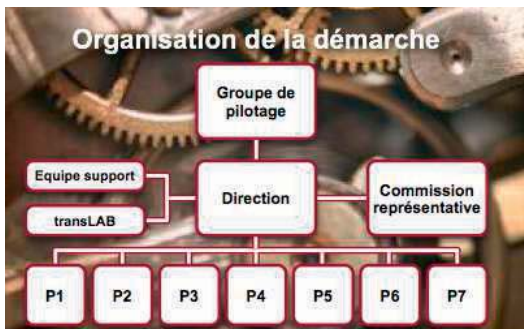 Organisation de la démarche
Groupe de
pilotage
Equipe support
transLAB
Direction
Commission
représentative
P1 P2 P3 P4 P5 P6 P7